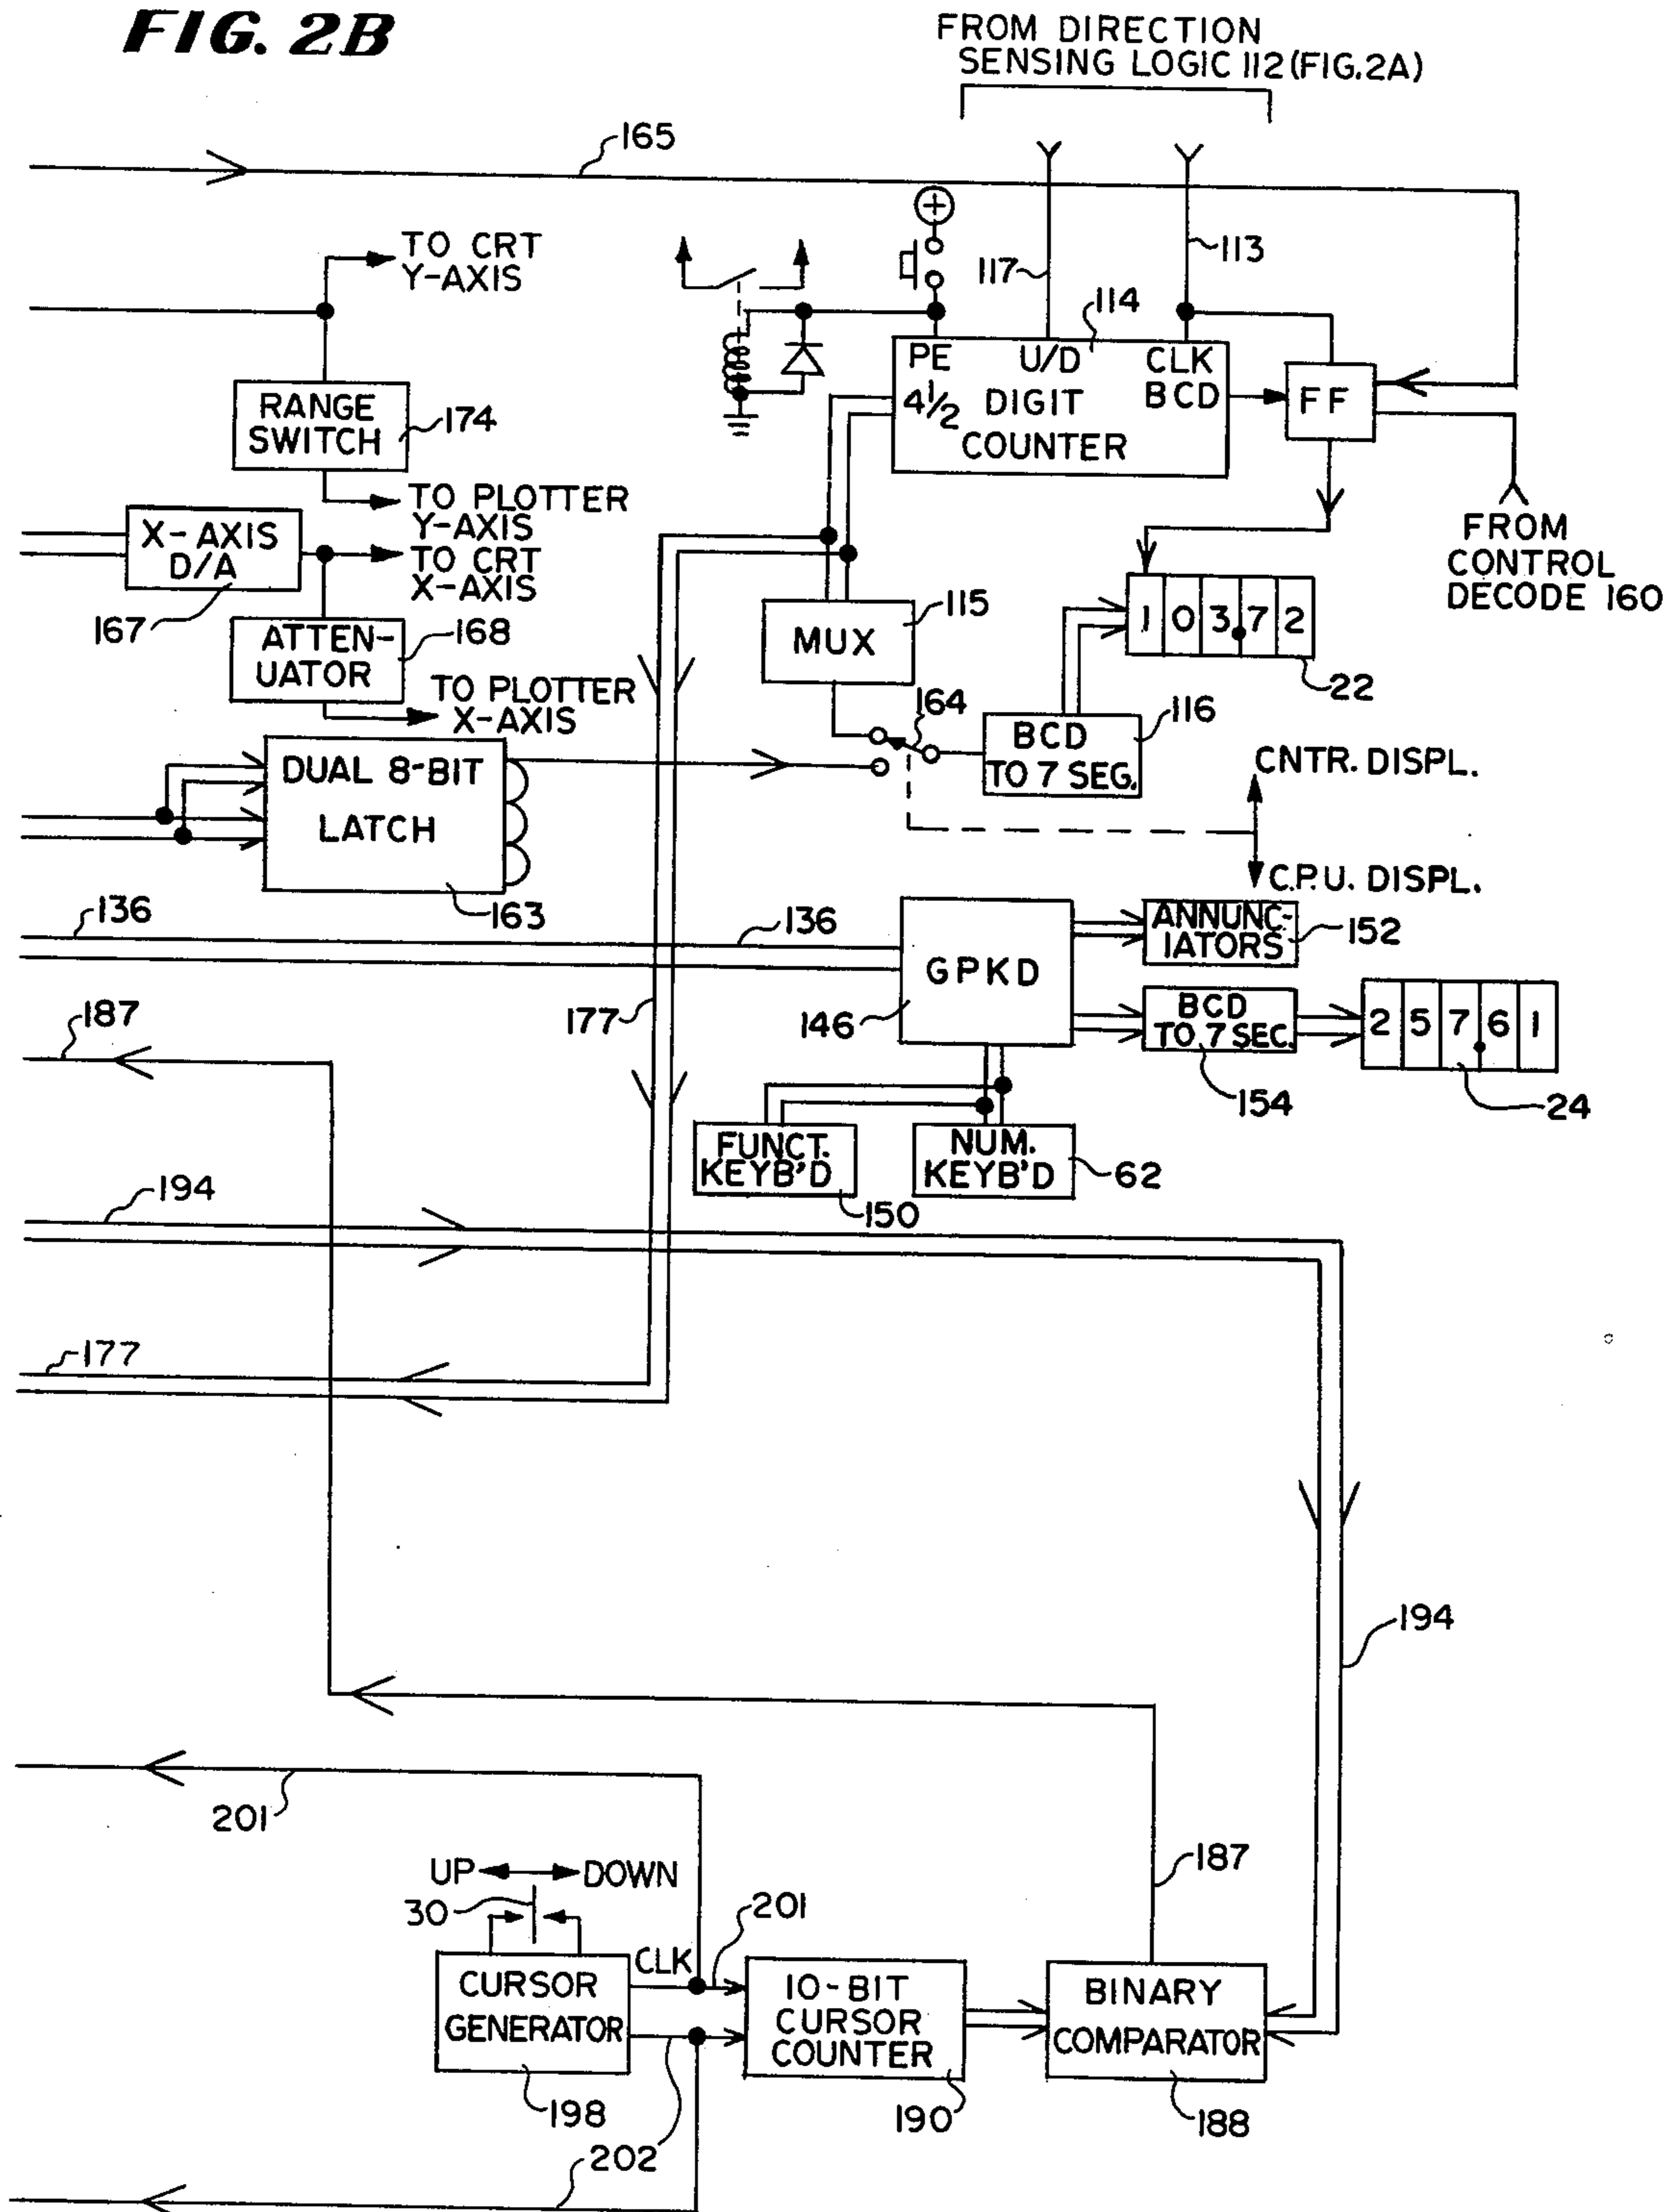 FIG. 2B
FROM DIRECTION
SENSING LOGIC 112 (FIG. 2A)
165
TO CRT
Y-AXIS
117
113
114
PE U/D CLK
4½ DIGIT BCD
COUNTER
FF
RANGE
SWITCH
174
TO PLOTTER
Y-AXIS
X-AXIS
D/A
167
TO CRT
X-AXIS
FROM
CONTROL
DECODE 160
MUX
115
1 0 3.7 2
22
ATTEN-
UATOR
168
TO PLOTTER
X-AXIS
164
BCD
TO 7 SEG.
116
DUAL 8-BIT
LATCH
163
CNTR. DISPL.
C.P.U. DISPL.
136
136
GPKD
146
ANNUNC-
IATORS
152
BCD
TO 7 SEC.
154
2 5 7.6 1
24
187
177
FUNCT.
KEYB'D
150
NUM.
KEYB'D
62
194
177
194
201
187
UP DOWN
30
CLK
201
CURSOR
GENERATOR
198
10-BIT
CURSOR
COUNTER
190
BINARY
COMPARATOR
188
202